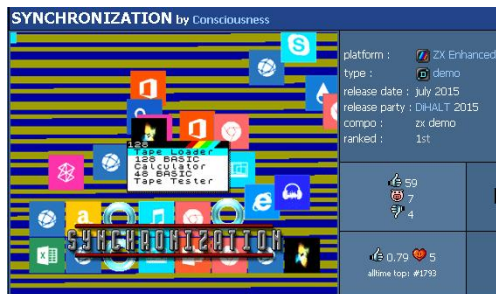 SYNCHRONIZATION by Consciousness
platform : ZX Enhanced
type : demo
release date : july 2015
release party : DiHALT 2015
compo : zx demo
ranked : 1st
128
Tape Loader
128 BASIC
Calculator
48 BASIC
Tape Tester
SYNCHRONIZATION
59
7
4
0.79 5
alltime top: #1793